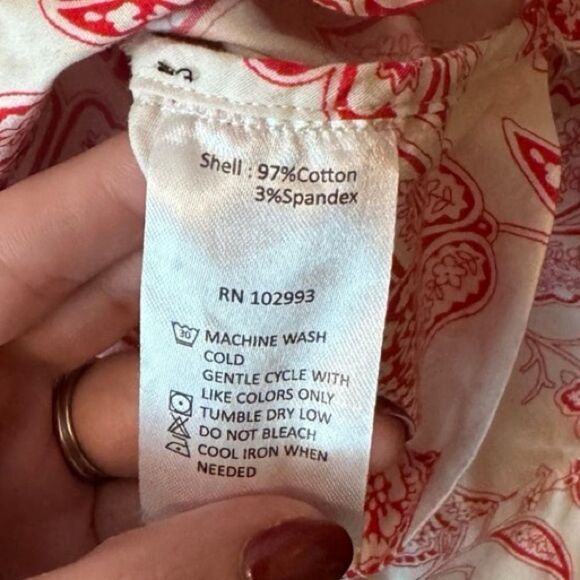 Shell : 97%Cotton
3%Spandex
RN 102993
30 MACHINE WASH
COLD
GENTLE CYCLE WITH
LIKE COLORS ONLY
TUMBLE DRY LOW
DO NOT BLEACH
COOL IRON WHEN
NEEDED